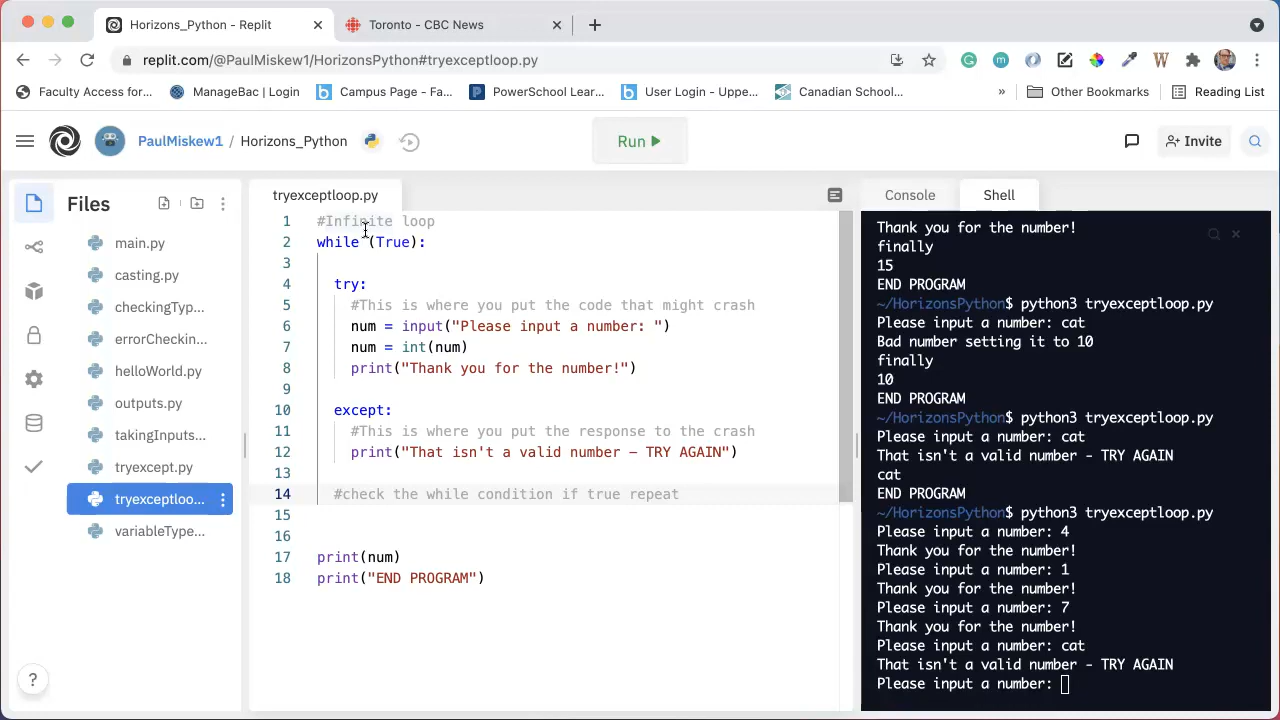 Horizons_Python - Replit
Toronto - CBC News
replit.com/@PaulMiskew1/HorizonsPython#tryexceptloop.py
Faculty Access for...
ManageBac | Login
Campus Page - Fa...
PowerSchool Lear...
User Login - Uppe...
Canadian School...
»
Other Bookmarks
Reading List
PaulMiskew1 / Horizons_Python
Run
Invite
Files
main.py
casting.py
checkingTyp...
errorCheckin...
helloWorld.py
outputs.py
takingInputs...
tryexcept.py
tryexceptloo...
variableType...
?
tryexceptloop.py
1 #Infinite loop
2 while (True):
3
4 try:
5 #This is where you put the code that might crash
6 num = input("Please input a number: ")
7 num = int(num)
8 print("Thank you for the number!")
9
10 except:
11 #This is where you put the response to the crash
12 print("That isn't a valid number – TRY AGAIN")
13
14 #check the while condition if true repeat
15
16
17 print(num)
18 print("END PROGRAM")
Console
Shell
Thank you for the number!
finally
15
END PROGRAM
~/HorizonsPython$ python3 tryexceptloop.py
Please input a number: cat
Bad number setting it to 10
finally
10
END PROGRAM
~/HorizonsPython$ python3 tryexceptloop.py
Please input a number: cat
That isn't a valid number – TRY AGAIN
cat
END PROGRAM
~/HorizonsPython$ python3 tryexceptloop.py
Please input a number: 4
Thank you for the number!
Please input a number: 1
Thank you for the number!
Please input a number: 7
Thank you for the number!
Please input a number: cat
That isn't a valid number – TRY AGAIN
Please input a number: